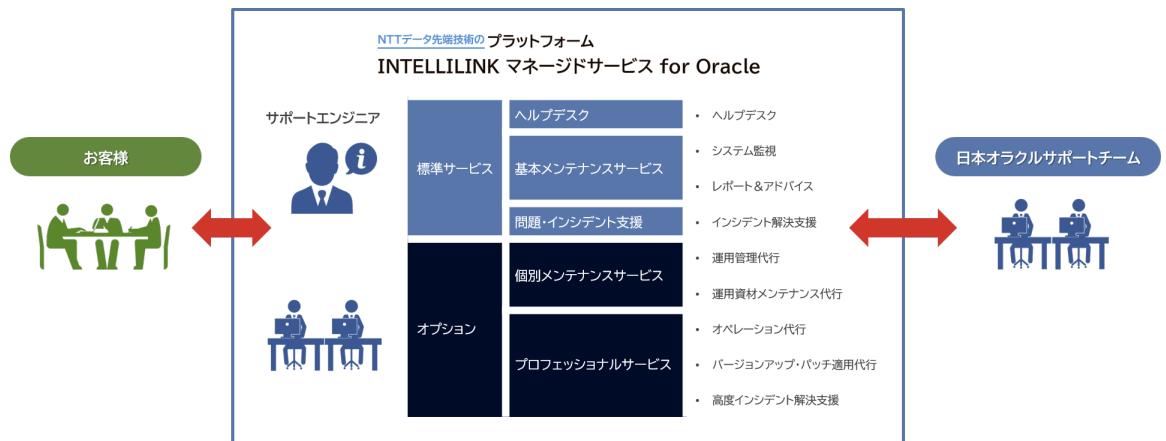 NTTデータ先端技術の プラットフォーム
INTELLILINK マネージドサービス for Oracle
お客様
サポートエンジニア
i
標準サービス
ヘルプデスク
基本メンテナンスサービス
問題・インシデント支援
オプション
個別メンテナンスサービス
プロフェッショナルサービス
• ヘルプデスク
• システム監視
• レポート&アドバイス
• インシデント解決支援
• 運用管理代行
• 運用資材メンテナンス代行
• オペレーション代行
• バージョンアップ・パッチ適用代行
• 高度インシデント解決支援
日本オラクルサポートチーム